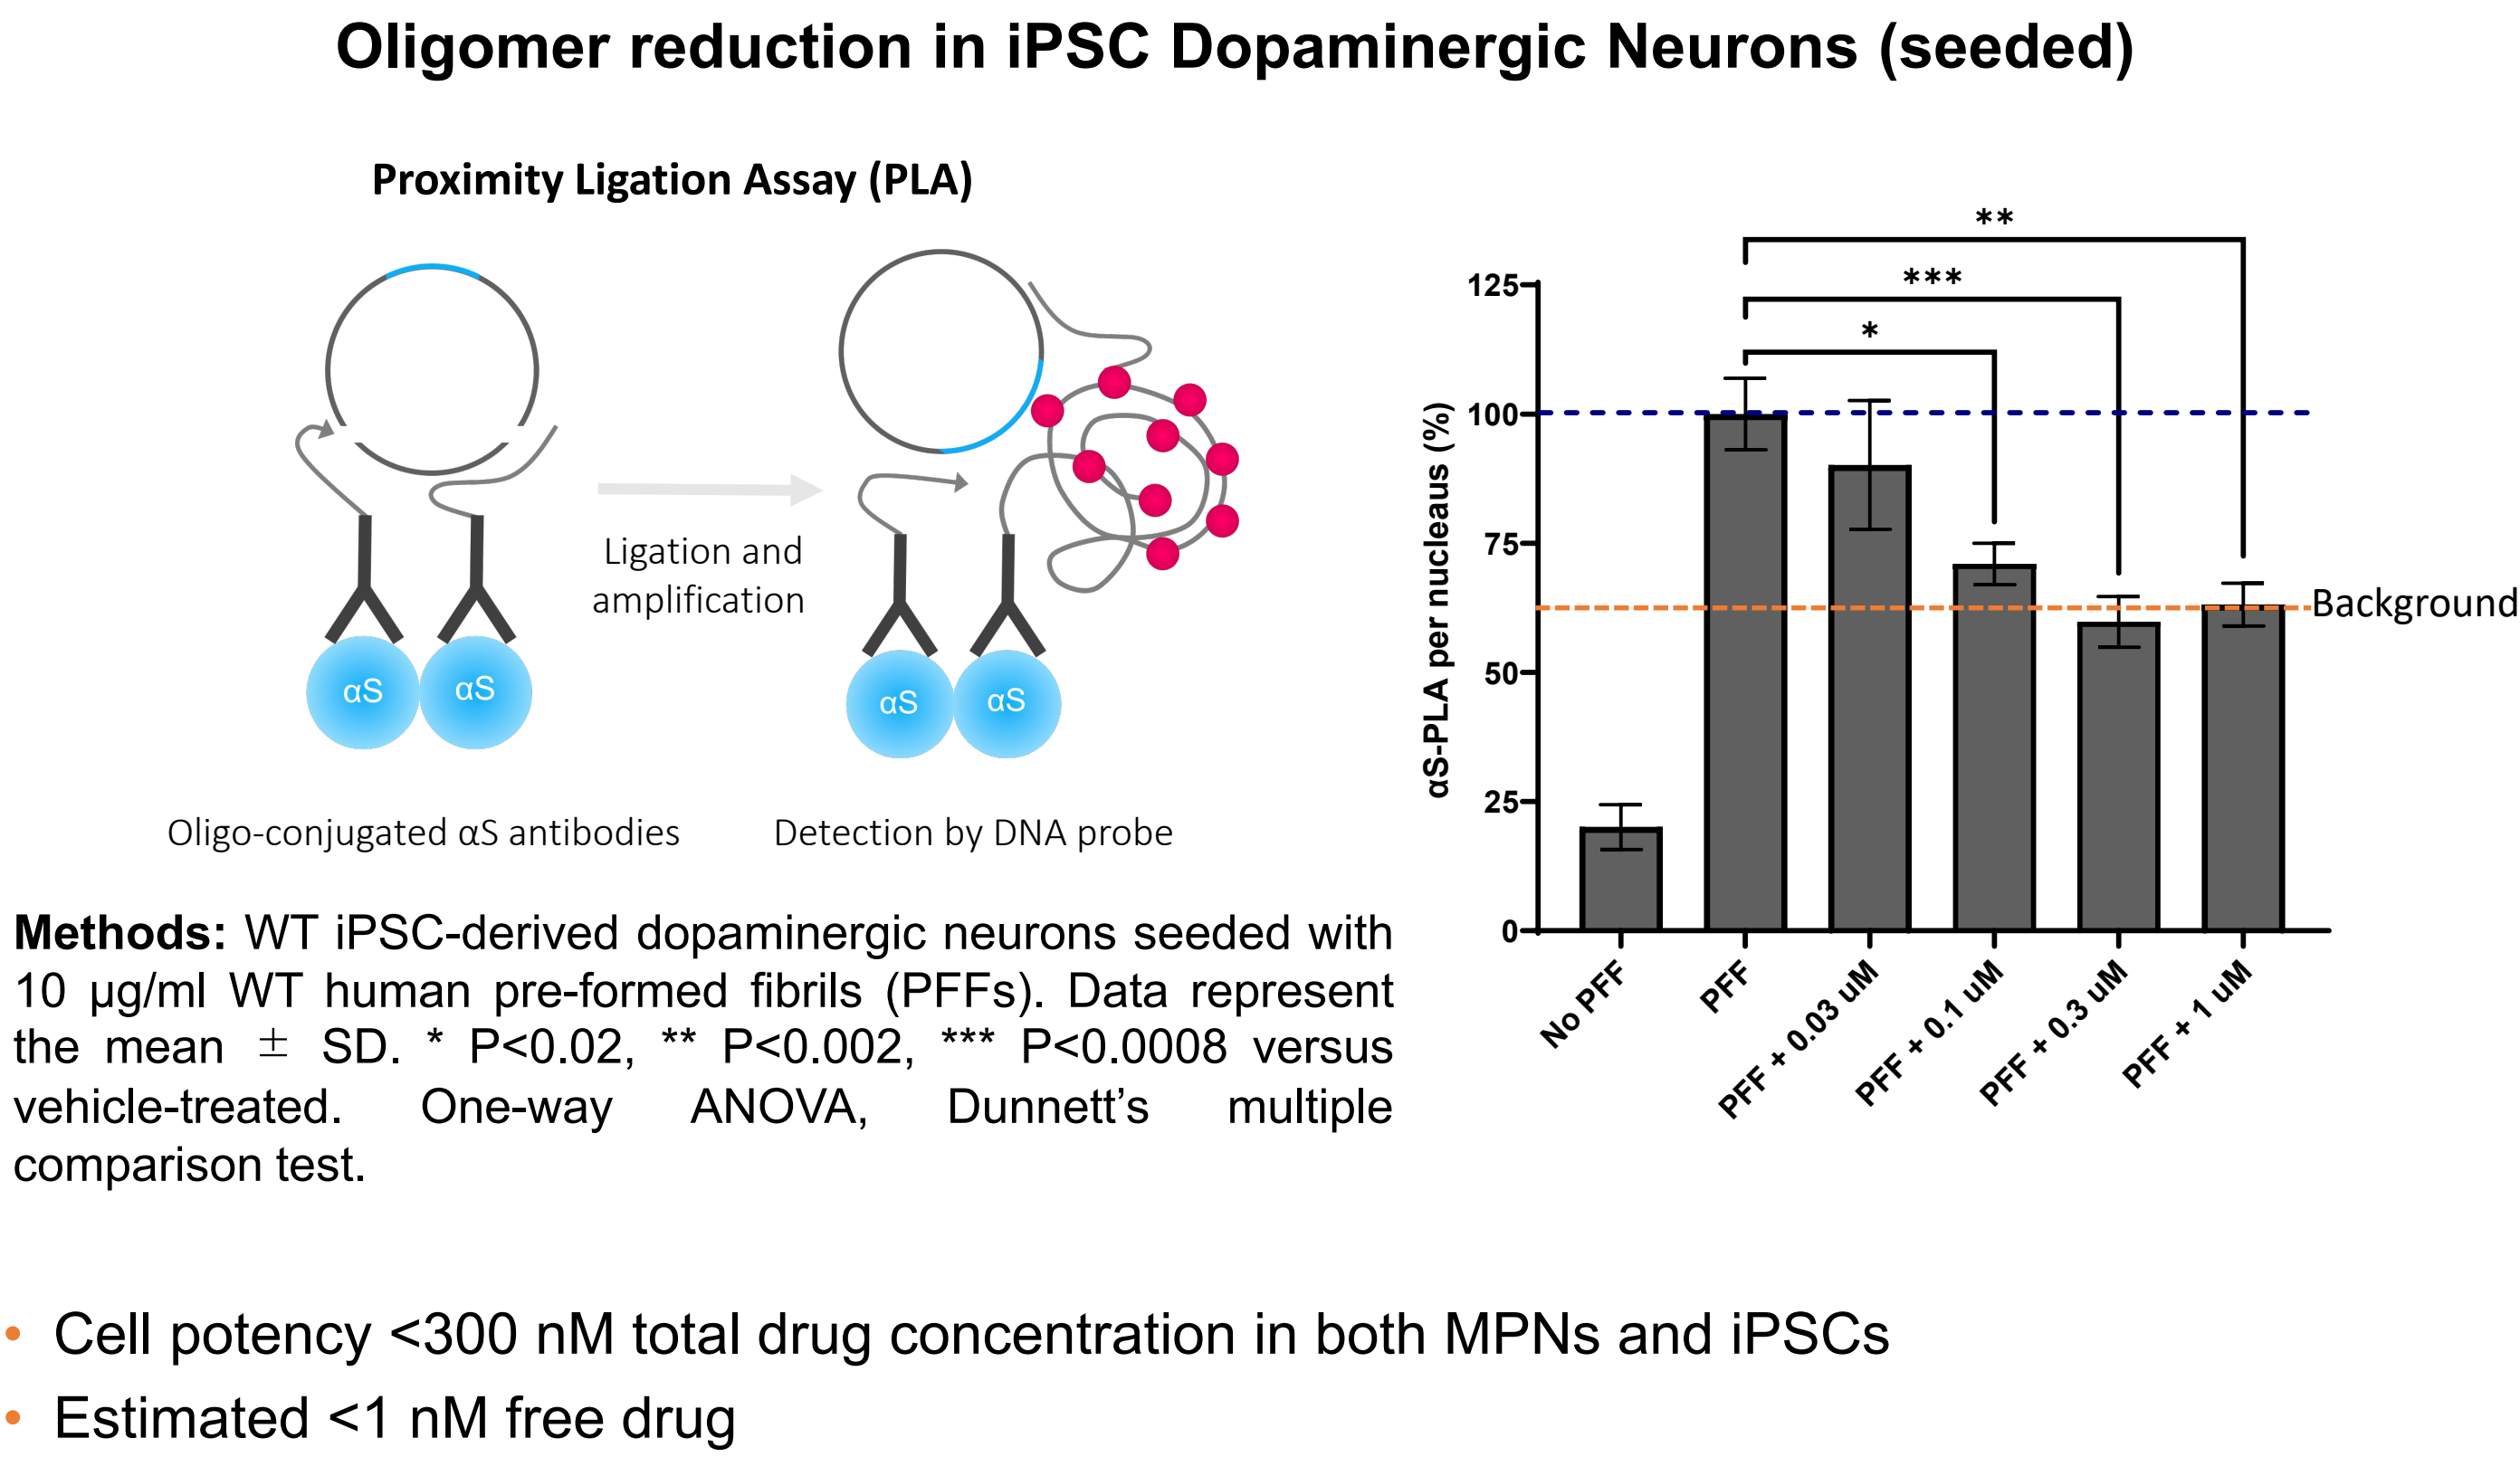 Oligomer reduction in iPSC Dopaminergic Neurons (seeded)
Proximity Ligation Assay (PLA)
Ligation and
amplification
αS
αS
αS
αS
Oligo-conjugated αS antibodies
Detection by DNA probe
**
***
*
125
100
75
50
25
0
αS-PLA per nucleaus (%)
Background
No PFF
PFF
PFF + 0.03 uM
PFF + 0.1 uM
PFF + 0.3 uM
PFF + 1 uM
Methods: WT iPSC-derived dopaminergic neurons seeded with
10 µg/ml WT human pre-formed fibrils (PFFs). Data represent
the mean ± SD. * P<0.02, ** P<0.002, *** P<0.0008 versus
vehicle-treated. One-way ANOVA, Dunnett’s multiple
comparison test.
• Cell potency <300 nM total drug concentration in both MPNs and iPSCs
• Estimated <1 nM free drug